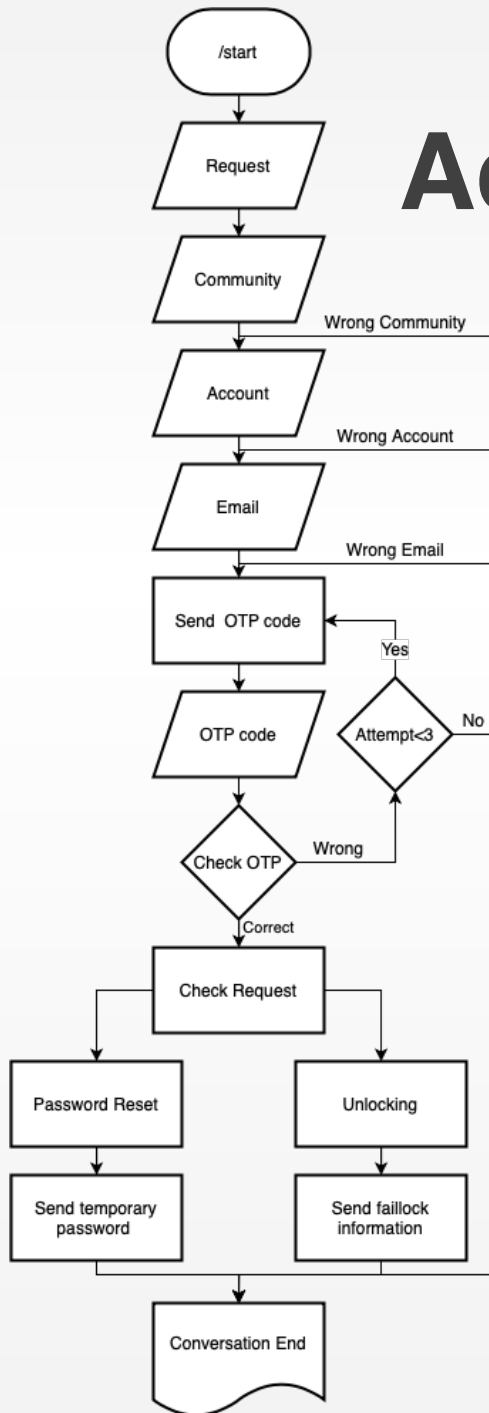 /start
Request
Ac
Community
Wrong Community
Account
Wrong Account
Email
Wrong Email
Send OTP code
Yes
OTP code
Attempt<3
No
Check OTP
Wrong
Correct
Check Request
Password Reset
Unlocking
Send temporary
password
Send faillock
information
Conversation End